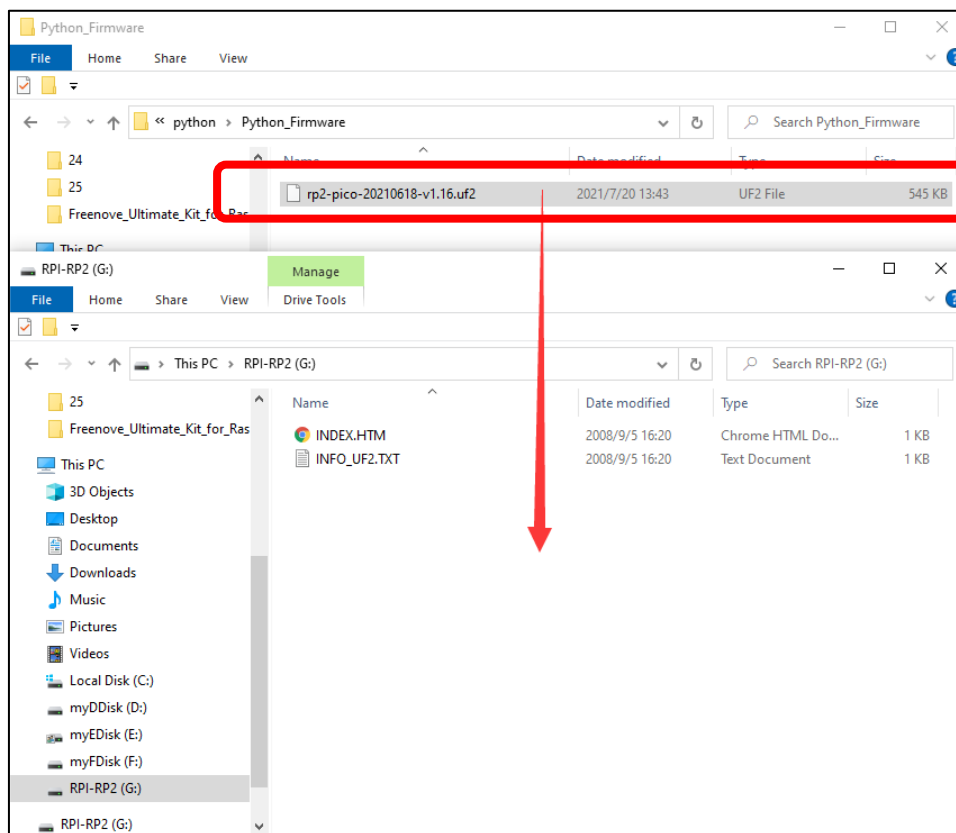 Python_Firmware
File Home Share View
« python › Python_Firmware Search Python_Firmware
24 Name Date modified Type Size
25 rp2-pico-20210618-v1.16.uf2 2021/7/20 13:43 UF2 File 545 KB
Freenove_Ultimate_Kit_for_Ras
This PC
RPI-RP2 (G:) Manage
File Home Share View Drive Tools
› This PC › RPI-RP2 (G:) Search RPI-RP2 (G:)
25 Name Date modified Type Size
Freenove_Ultimate_Kit_for_Ras INDEX.HTM 2008/9/5 16:20 Chrome HTML Do... 1 KB
This PC INFO_UF2.TXT 2008/9/5 16:20 Text Document 1 KB
3D Objects
Desktop
Documents
Downloads
Music
Pictures
Videos
Local Disk (C:)
myDDisk (D:)
myEDisk (E:)
myFDisk (F:)
RPI-RP2 (G:)
RPI-RP2 (G:)